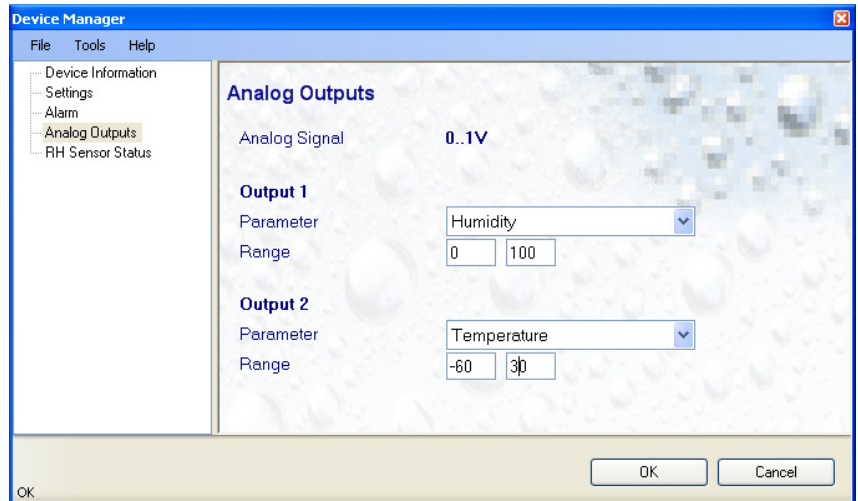 Device Manager
File Tools Help
Device Information
Settings
Alarm
Analog Outputs
RH Sensor Status
Analog Outputs
Analog Signal 0..1V
Output 1
Parameter Humidity
Range 0 100
Output 2
Parameter Temperature
Range -60 30
OK Cancel
OK